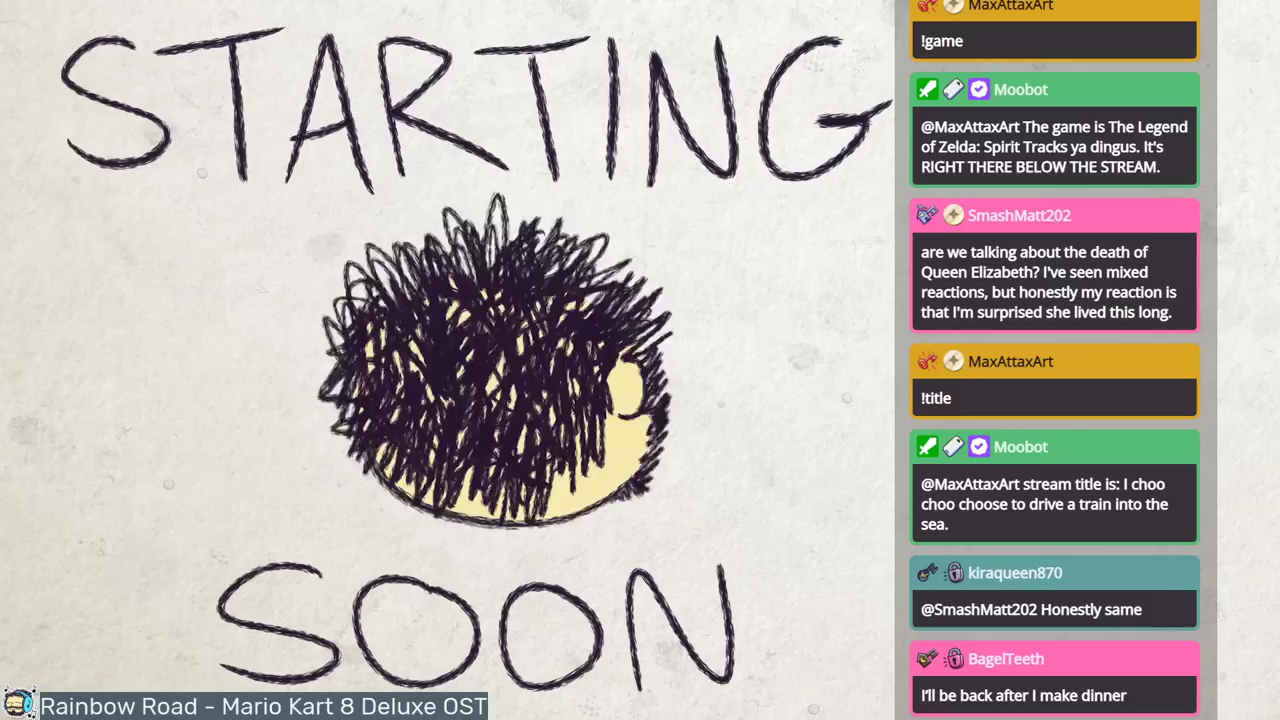 STARTING
SOON
Rainbow Road - Mario Kart 8 Deluxe OST
MaxAttaxArt
!game
Moobot
@MaxAttaxArt The game is The Legend
of Zelda: Spirit Tracks ya dingus. It's
RIGHT THERE BELOW THE STREAM.
SmashMatt202
are we talking about the death of
Queen Elizabeth? I've seen mixed
reactions, but honestly my reaction is
that I'm surprised she lived this long.
MaxAttaxArt
!title
Moobot
@MaxAttaxArt stream title is: I choo
choo choose to drive a train into the
sea.
kiraqueen870
@SmashMatt202 Honestly same
BagelTeeth
I'll be back after I make dinner